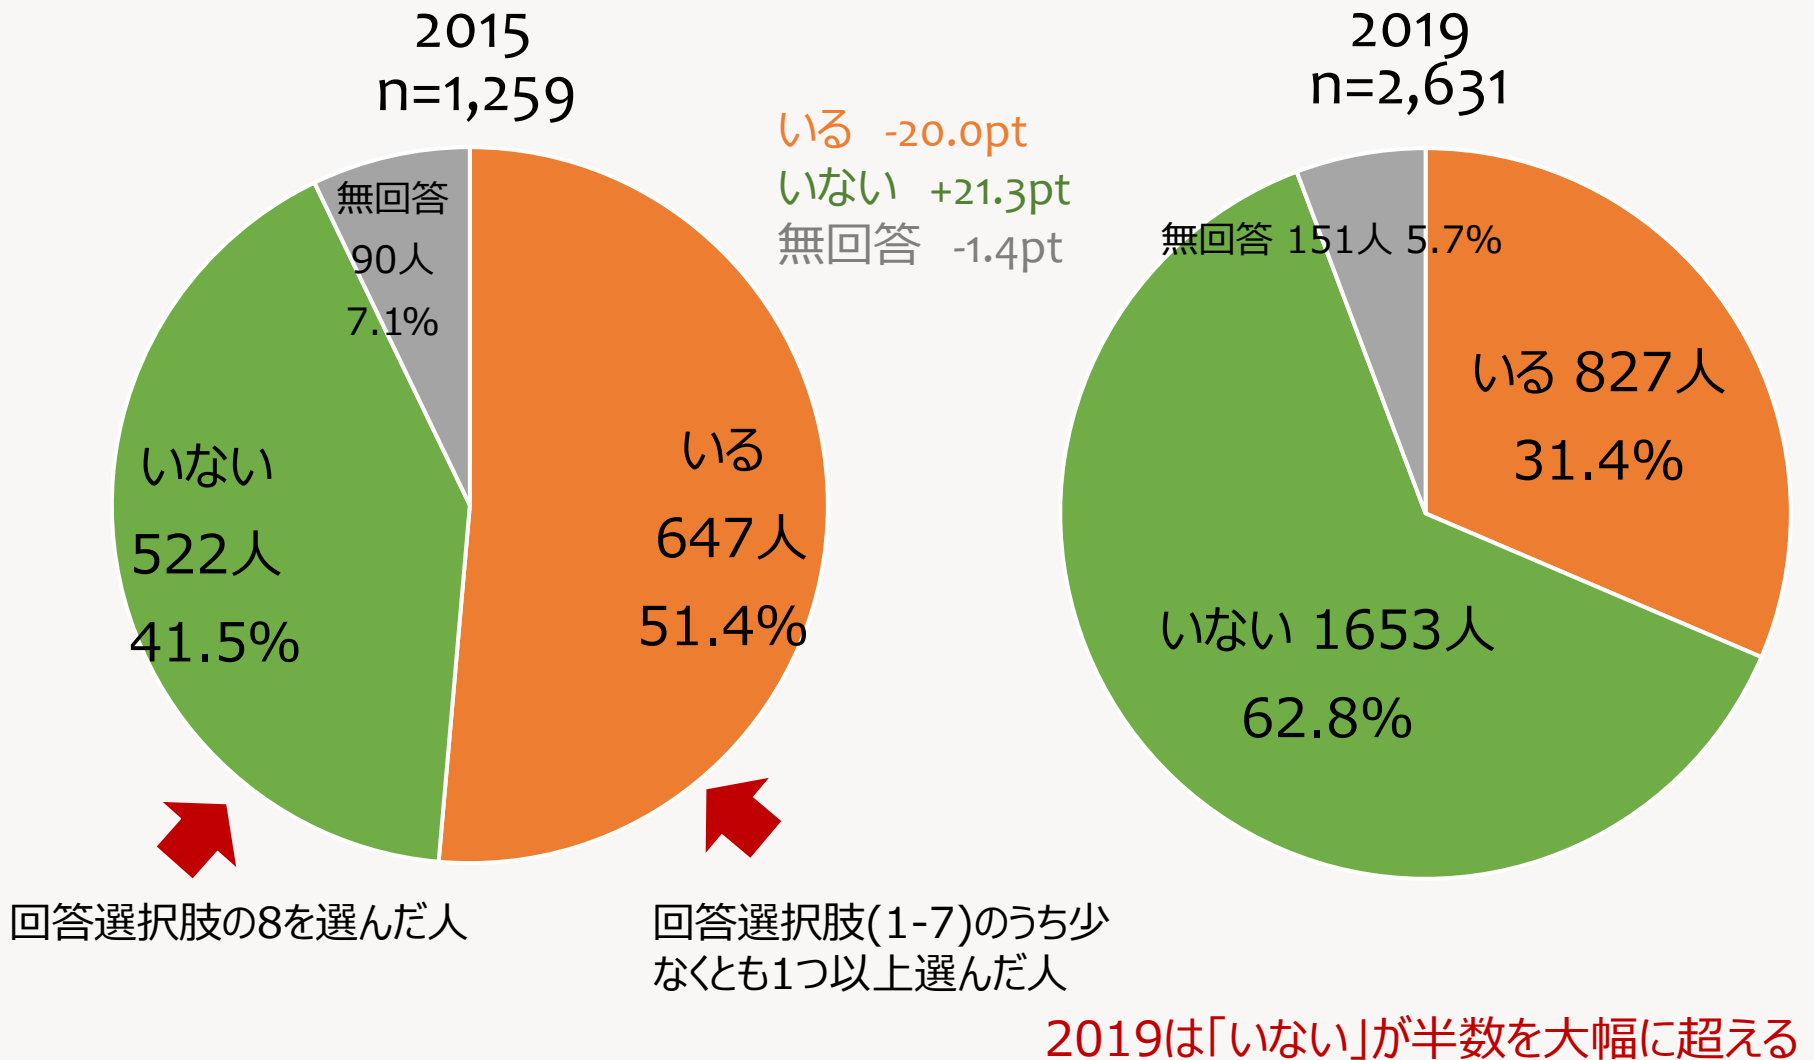 2015
n=1,259
いる -20.0pt
いない +21.3pt
無回答 -1.4pt
無回答
90人
7.1%
いない
522人
41.5%
いる
647人
51.4%
回答選択肢の8を選んだ人
回答選択肢(1-7)のうち少
なくとも1つ以上選んだ人
2019
n=2,631
無回答 151人 5.7%
いる 827人
31.4%
いない 1653人
62.8%
2019は「いない」が半数を大幅に超える